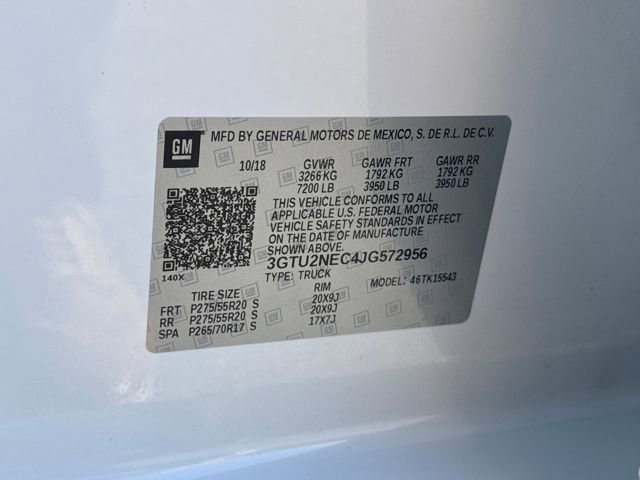 GM MFD BY GENERAL MOTORS DE MEXICO, S. DE R.L. DE C.V.
10/18 GVWR GAWR FRT GAWR RR
3266 KG 1792 KG 1792 KG
7200 LB 3950 LB 3950 LB
THIS VEHICLE CONFORMS TO ALL
APPLICABLE U.S. FEDERAL MOTOR
VEHICLE SAFETY STANDARDS IN EFFECT
ON THE DATE OF MANUFACTURE
SHOWN ABOVE.
3GTU2NEC4JG572956
140X TYPE: TRUCK MODEL: 46TK15543
TIRE SIZE RIM
FRT P275/55R20 S 20X9J
RR P275/55R20 S 20X9J
SPA P265/70R17 S 17X7J